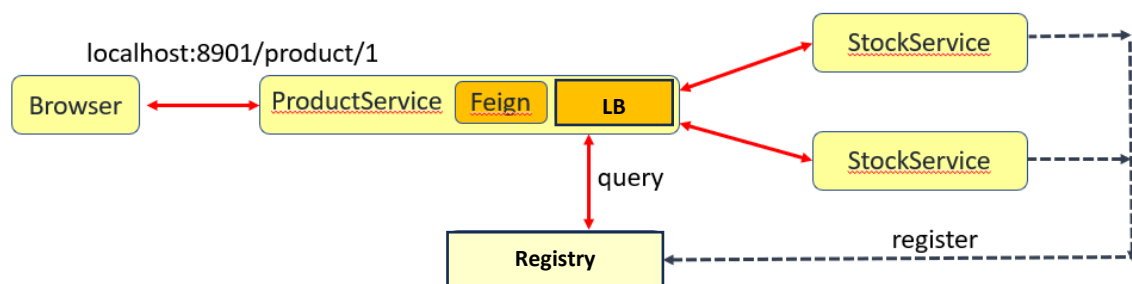 localhost:8901/product/1
Browser
ProductService
Feign
LB
StockService
StockService
query
register
Registry